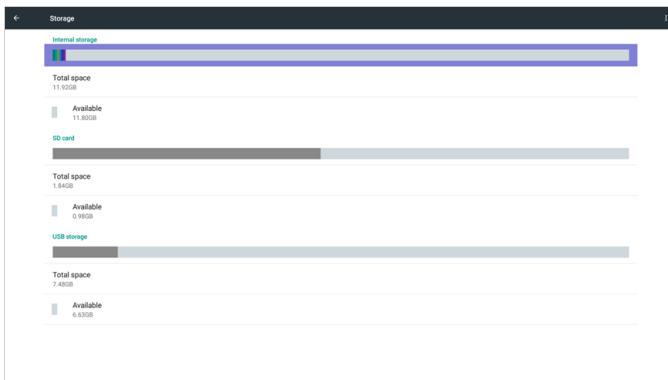 Storage
Internal storage
Total space
11.92GB
Available
11.80GB
SD card
Total space
1.84GB
Available
0.98GB
USB storage
Total space
7.48GB
Available
6.63GB